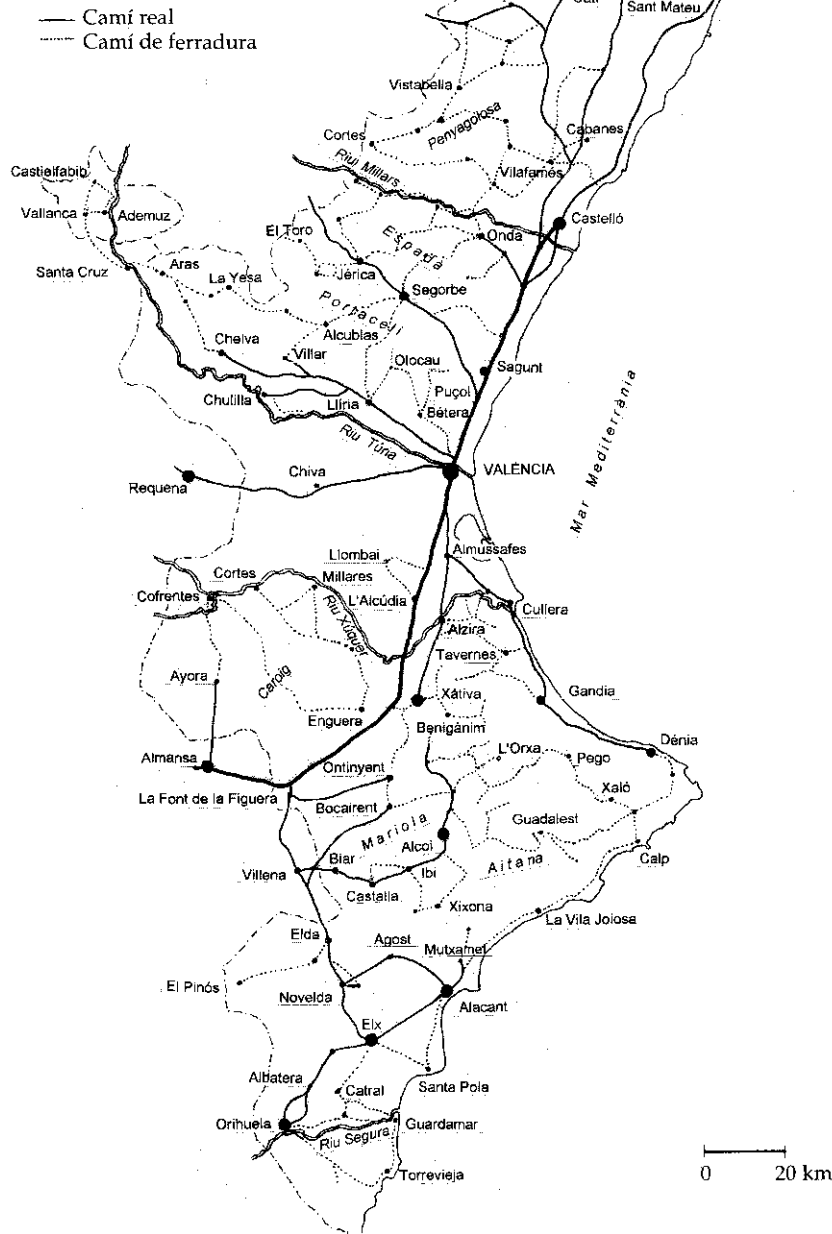 Camí real
Camí de ferradura
Sant Mateu
Vistabella
Cortes
Penyagolosa
Cabanes
Riu Millars
Vilafamés
Castielfabib
Vallanca
Ademuz
Castelló
El Toro
Espadà
Onda
Santa Cruz
Aras
La Yesa
Jérica
Segorbe
Portaceli
Alcublas
Chelva
Villar
Olocau
Sagunt
Chutilla
Llíria
Puçol
Bétera
Riu Túria
Requena
Chiva
VALÈNCIA
Mar Mediterrània
Llombai
Almussafes
Cortes
Millares
Cofrentes
L'Alcúdia
Riu Xúquer
Cullera
Alzira
Tavernes
Ayora
Caroig
Xàtiva
Gandia
Enguera
Benigànim
Almansa
Ontinyent
L'Orxa
Pego
Dénia
La Font de la Figuera
Bocairent
Xaló
Mariola
Guadalest
Alcoi
Biar
Aitana
Calp
Villena
Ibi
Castalla
Xixona
La Vila Joiosa
Elda
Agost
Mutxamel
El Pinós
Novelda
Alacant
Elx
Albatera
Catral
Santa Pola
Orihuela
Riu Segura
Guardamar
Torrevieja
0 20 km